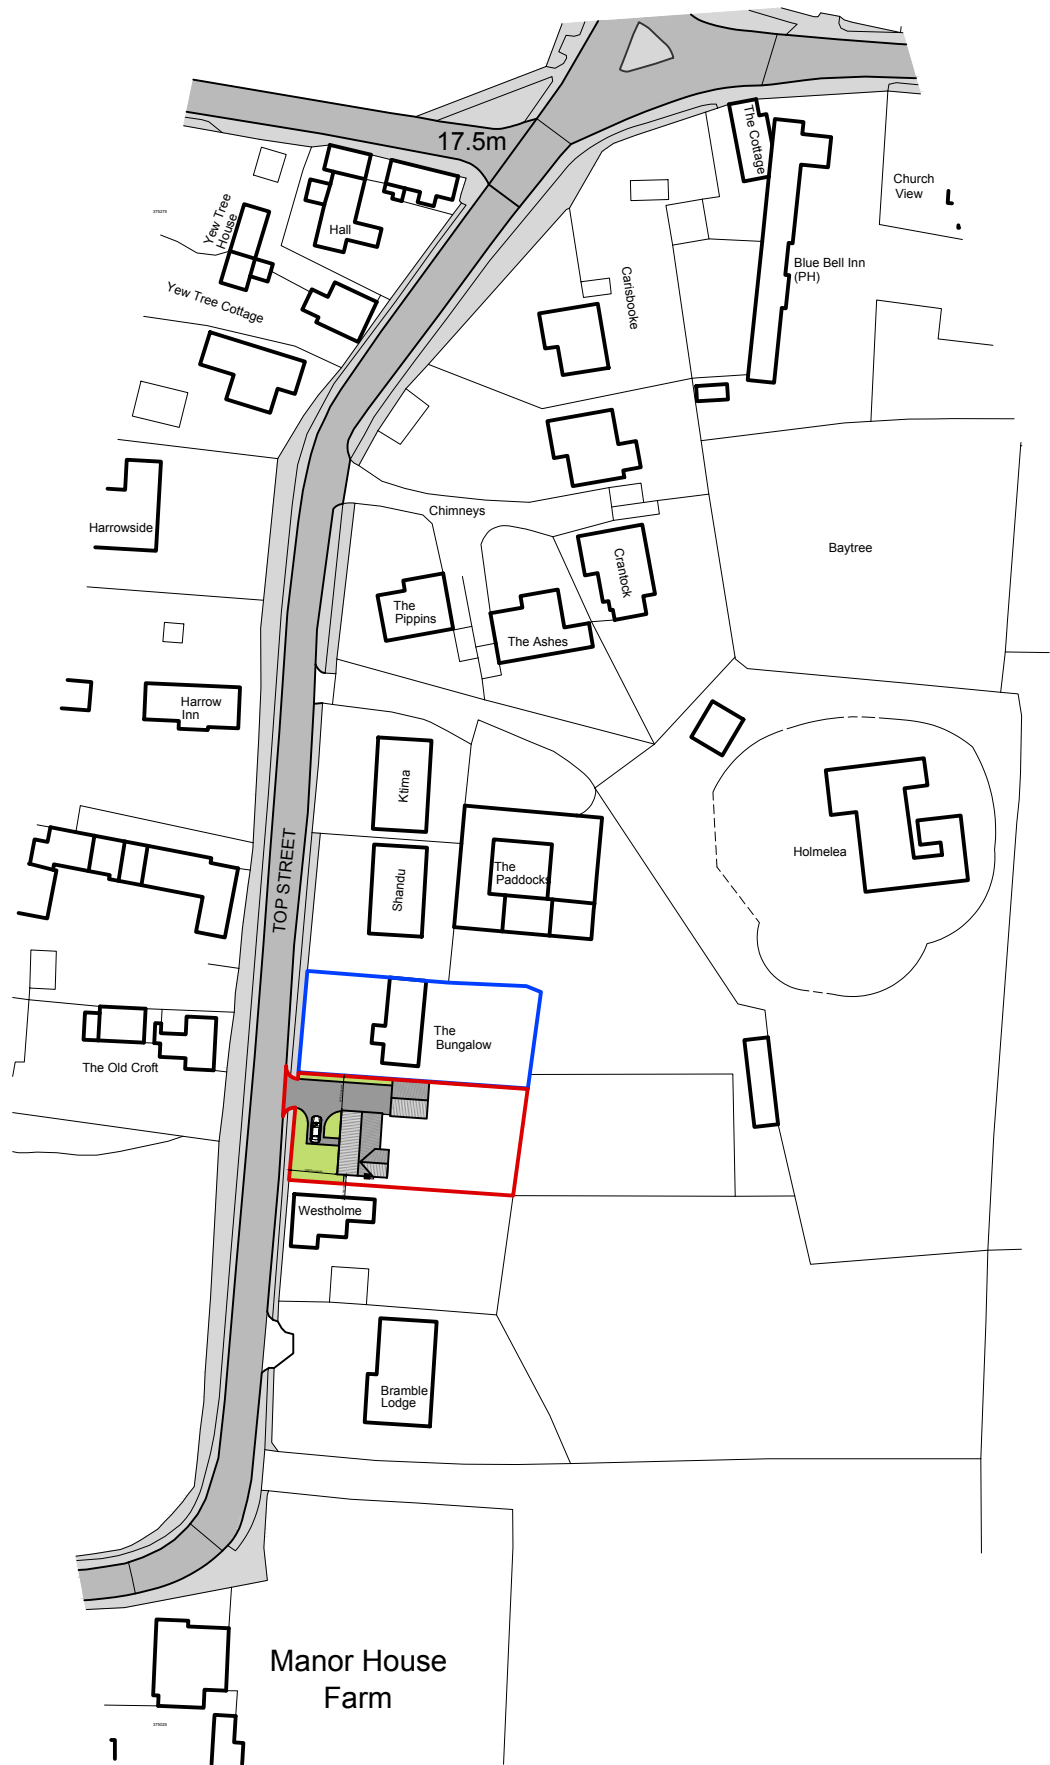 17.5m
The Cottage
Church
View
375275
Yew Tree
House
Hall
Blue Bell Inn
(PH)
Yew Tree Cottage
Carisbooke
Chimneys
Harrowside
Baytree
Crantock
The
Pippins
The Ashes
Harrow
Inn
Ktima
TOP STREET
Holmelea
The
Paddocks
Shandu
The
Bungalow
The Old Croft
Westholme
Bramble
Lodge
Manor House
Farm
375025